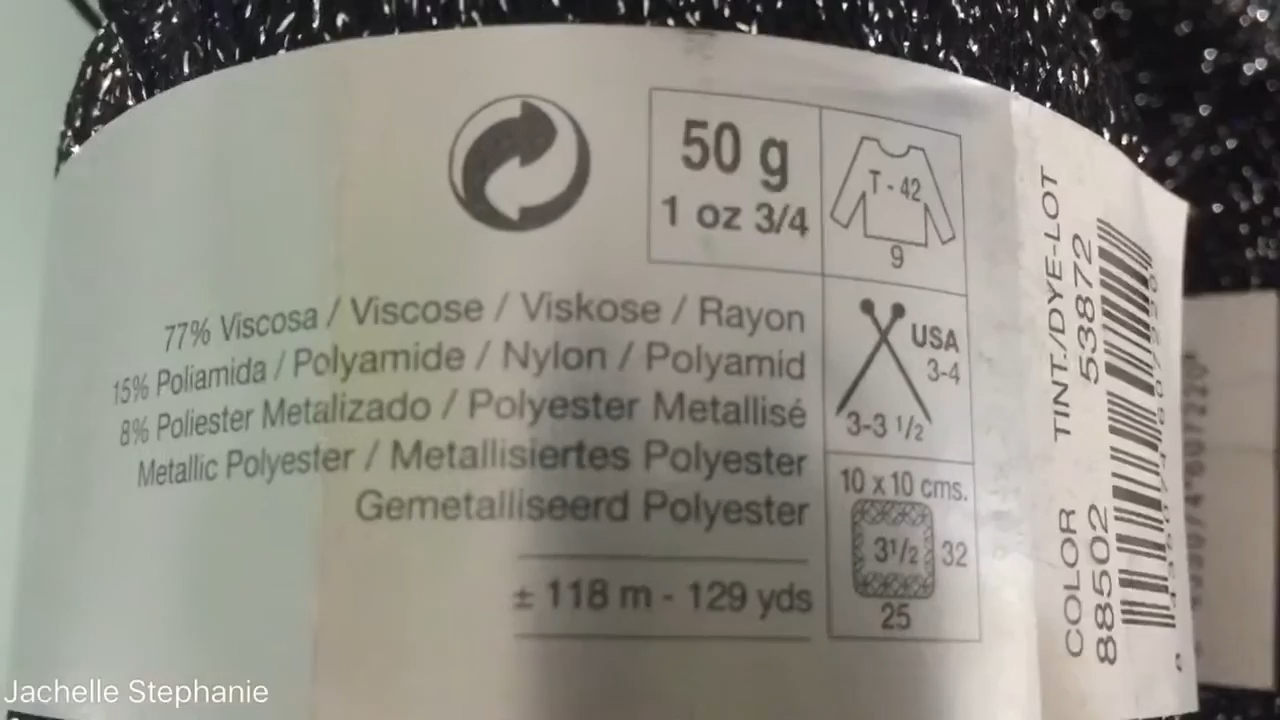 50 g
1 oz 3/4
T - 42
9
77% Viscosa / Viscose / Viskose / Rayon
15% Poliamida / Polyamide / Nylon / Polyamid
8% Poliester Metalizado / Polyester Metallisé
Metallic Polyester / Metallisiertes Polyester
Gemetalliseerd Polyester
± 118 m - 129 yds
USA
3-4
3-3 1/2
10 x 10 cms.
3 1/2
32
25
COLOR TINT./DYE-LOT
88502 53872
Jachelle Stephanie